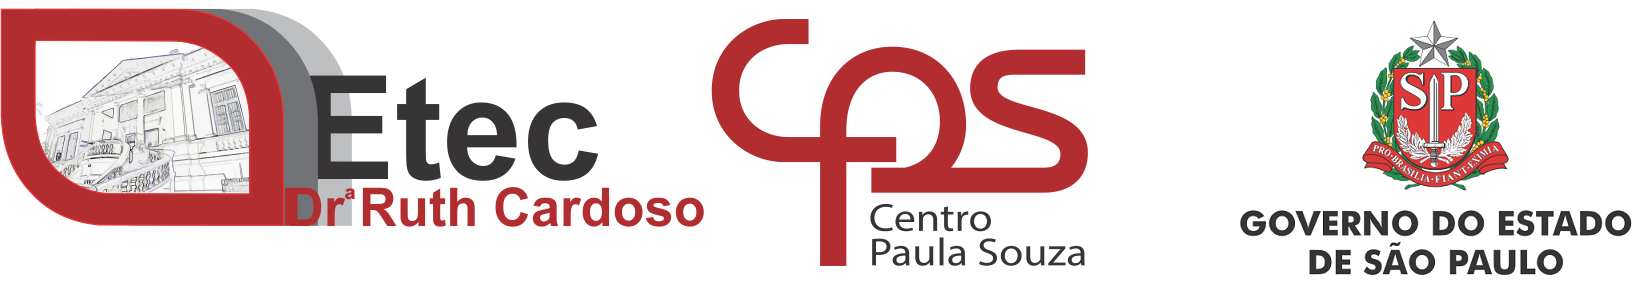 Etec
Drª Ruth Cardoso
CPS
Centro
Paula Souza
SP
PRO·BRASILIA·FIANT·EXIMIA
GOVERNO DO ESTADO
DE SÃO PAULO